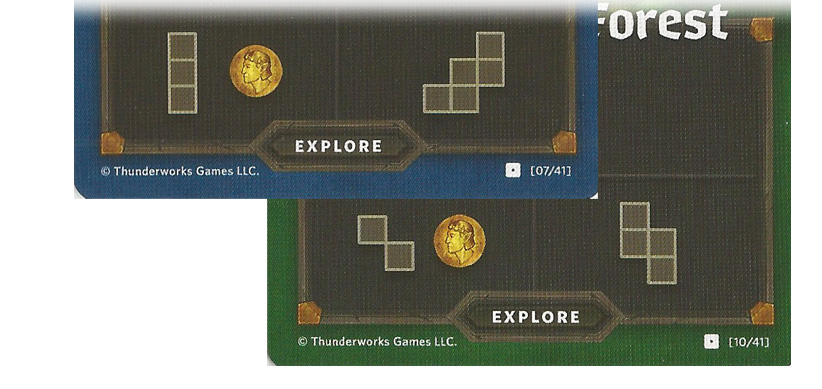 Forest
EXPLORE
© Thunderworks Games LLC.
[07/41]
EXPLORE
© Thunderworks Games LLC.
[10/41]